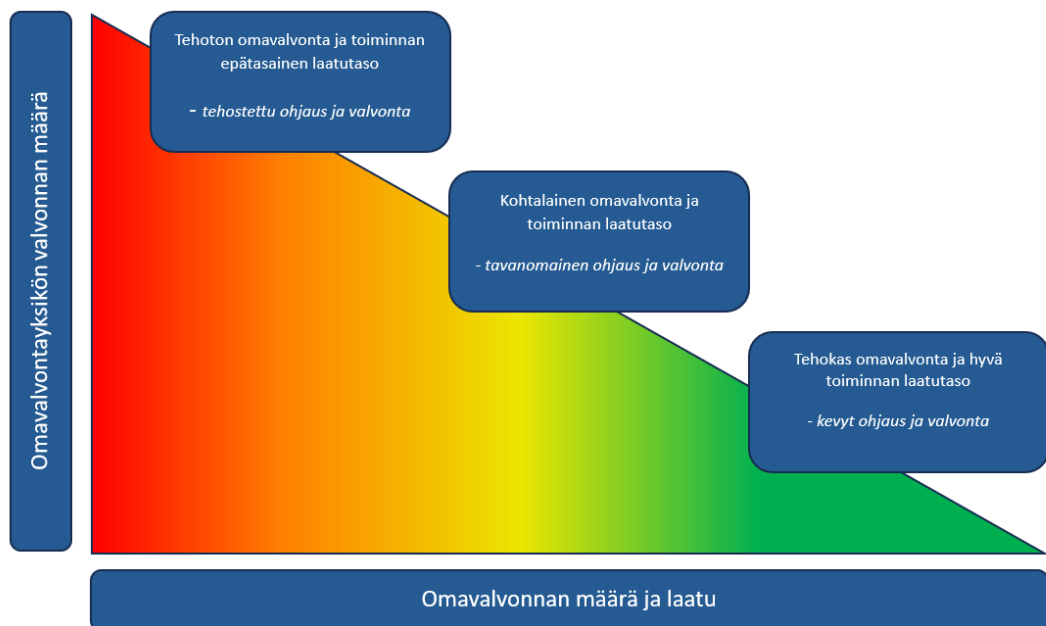 Omavalvontayksikön valvonnan määrä
Tehoton omavalvonta ja toiminnan
epätasainen laatutaso
- tehostettu ohjaus ja valvonta
Kohtalainen omavalvonta ja
toiminnan laatutaso
- tavanomainen ohjaus ja valvonta
Tehokas omavalvonta ja hyvä
toiminnan laatutaso
- kevyt ohjaus ja valvonta
Omavalvonnan määrä ja laatu